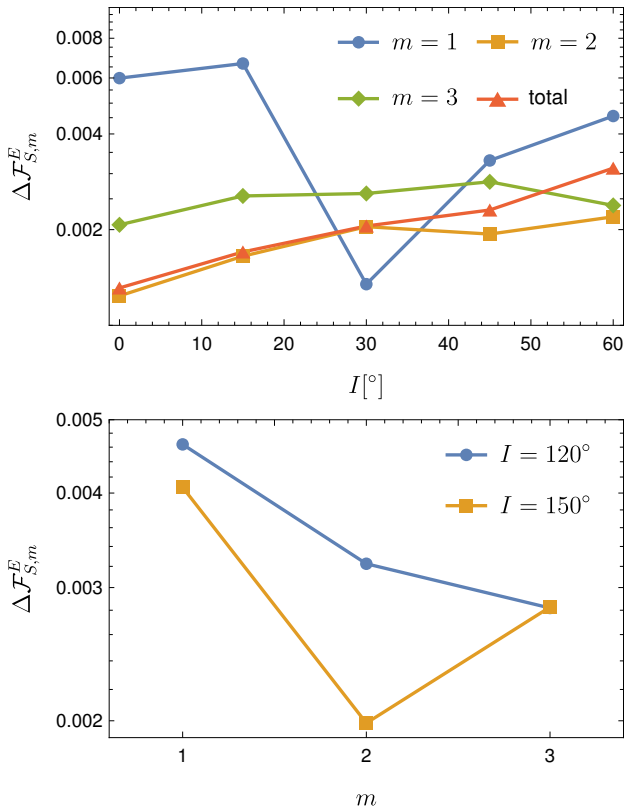 0.008
0.006
0.004
0.002
ΔF^E_{S,m}
m = 1
m = 2
m = 3
total
0 10 20 30 40 50 60
I[°]
0.005
0.004
0.003
0.002
ΔF^E_{S,m}
I = 120°
I = 150°
1 2 3
m